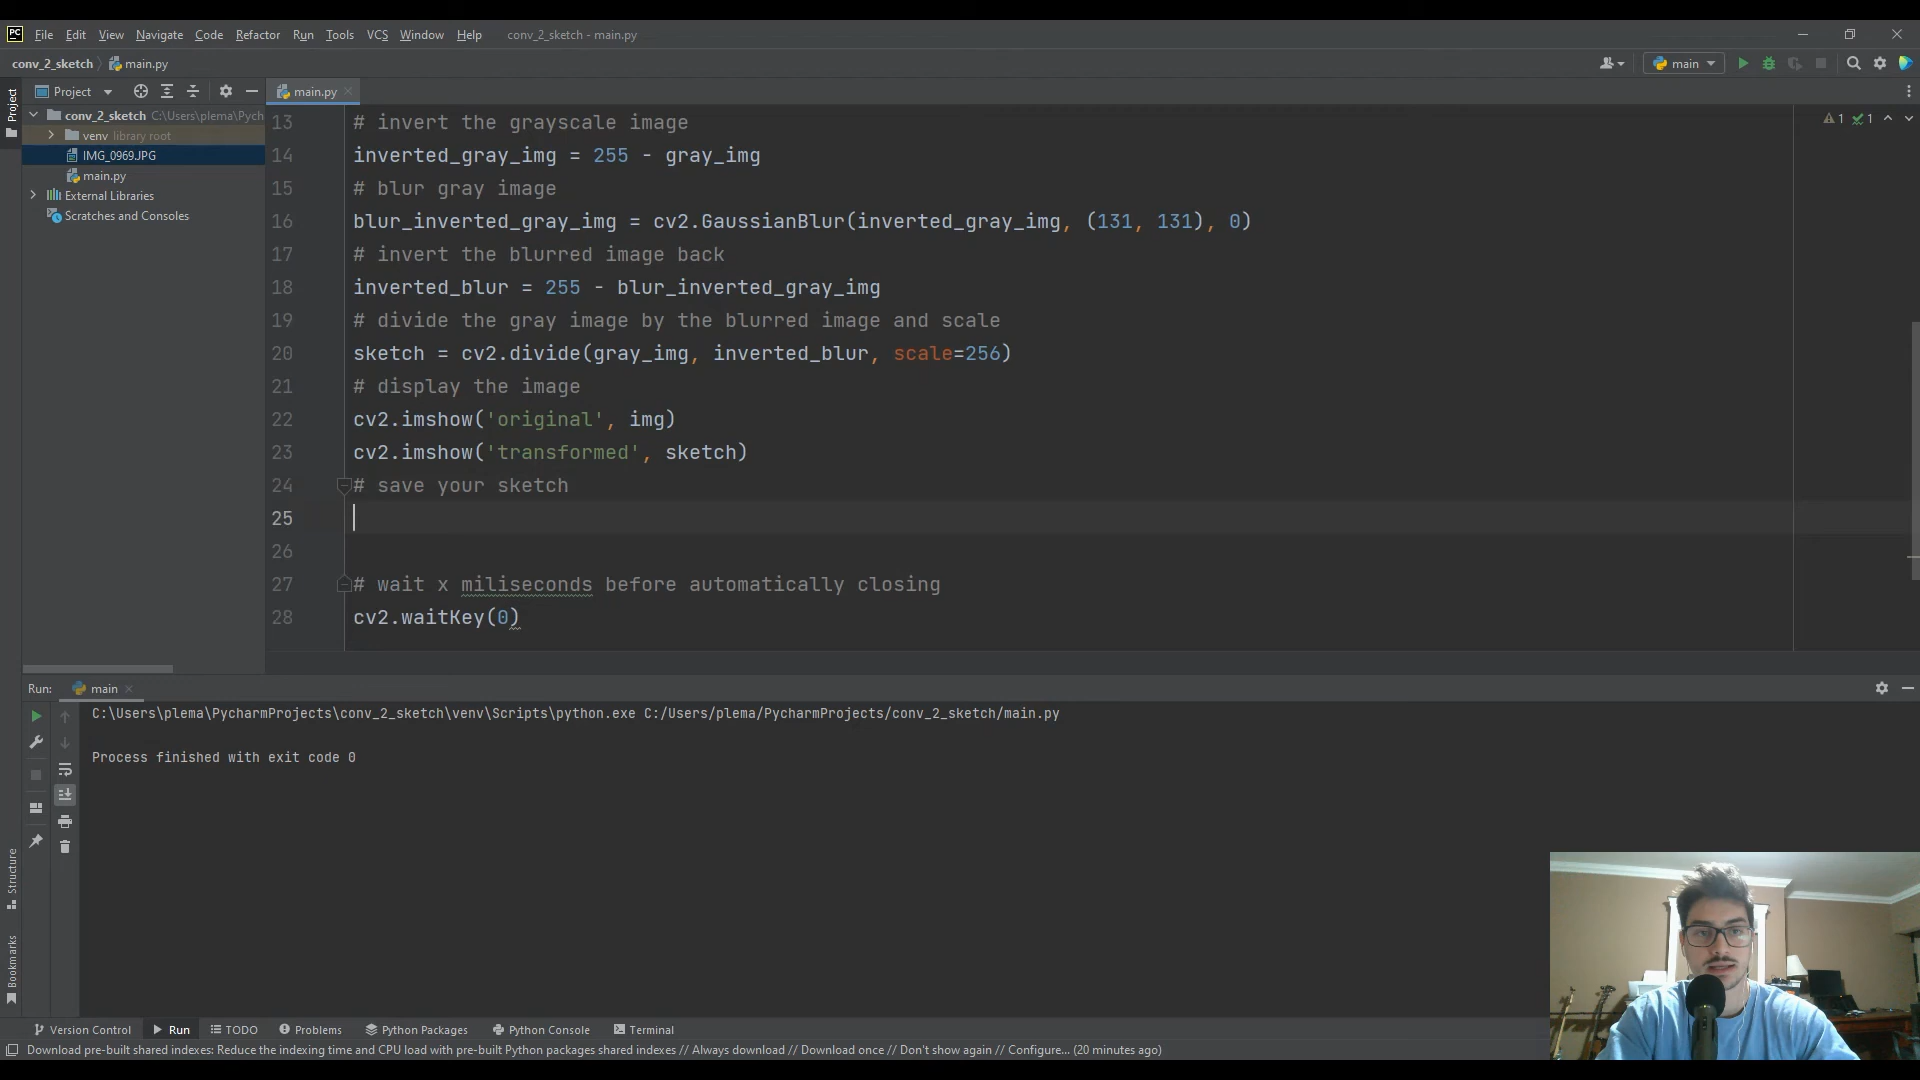 PC File Edit View Navigate Code Refactor Run Tools VCS Window Help conv_2_sketch - main.py
conv_2_sketch main.py main
Project main.py
Project
conv_2_sketch C:\Users\plema\Pych
venv library root
IMG_0969.JPG
main.py
External Libraries
Scratches and Consoles
1 1
13 # invert the grayscale image
14 inverted_gray_img = 255 - gray_img
15 # blur gray image
16 blur_inverted_gray_img = cv2.GaussianBlur(inverted_gray_img, (131, 131), 0)
17 # invert the blurred image back
18 inverted_blur = 255 - blur_inverted_gray_img
19 # divide the gray image by the blurred image and scale
20 sketch = cv2.divide(gray_img, inverted_blur, scale=256)
21 # display the image
22 cv2.imshow('original', img)
23 cv2.imshow('transformed', sketch)
24 # save your sketch
25
26
27 # wait x miliseconds before automatically closing
28 cv2.waitKey(0)
Run: main
C:\Users\plema\PycharmProjects\conv_2_sketch\venv\Scripts\python.exe C:/Users/plema/PycharmProjects/conv_2_sketch/main.py
Process finished with exit code 0
Structure
Bookmarks
Version Control Run TODO Problems Python Packages Python Console Terminal
Download pre-built shared indexes: Reduce the indexing time and CPU load with pre-built Python packages shared indexes // Always download // Download once // Don't show again // Configure... (20 minutes ago)